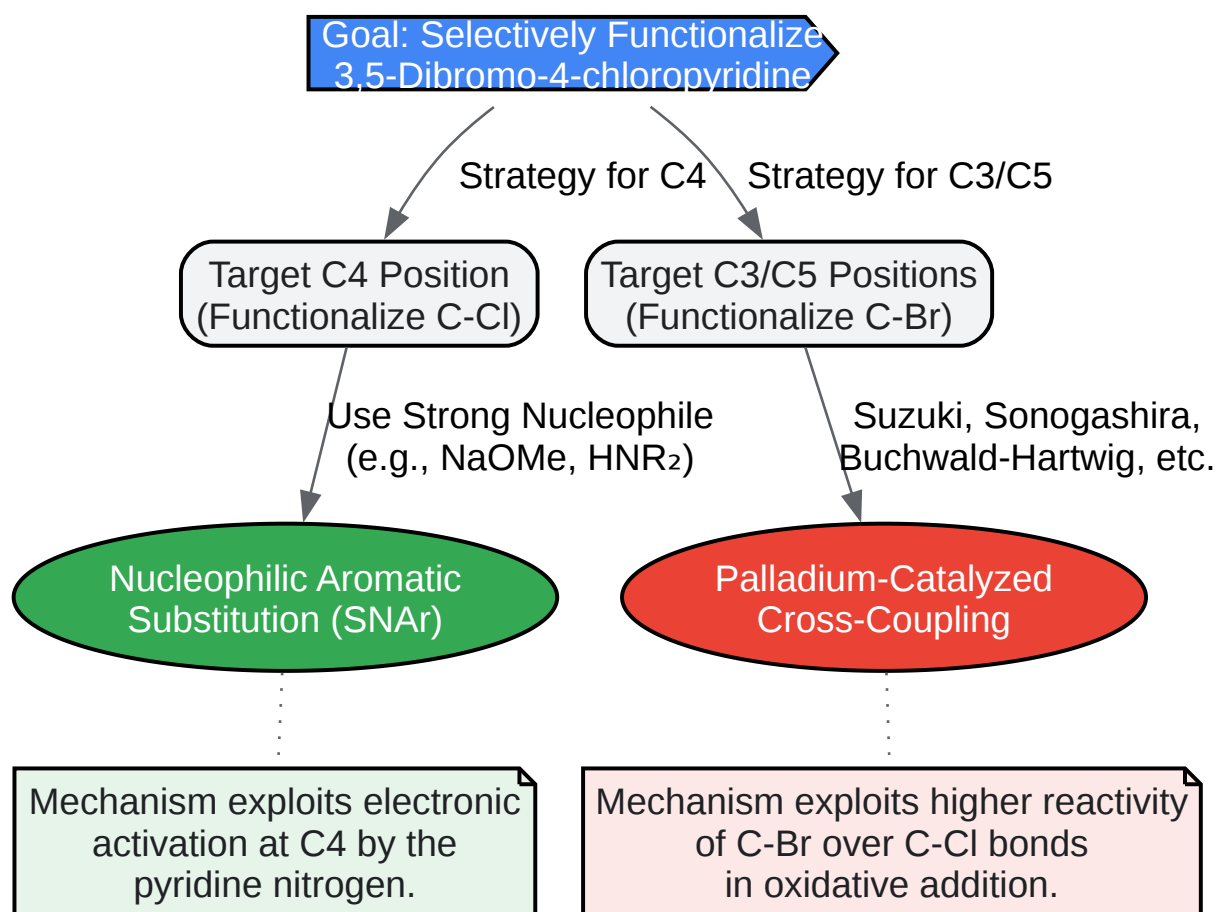 Goal: Selectively Functionalize
3,5-Dibromo-4-chloropyridine
Strategy for C4
Strategy for C3/C5
Target C4 Position
(Functionalize C-Cl)
Target C3/C5 Positions
(Functionalize C-Br)
Use Strong Nucleophile
(e.g., NaOMe, HNR₂)
Suzuki, Sonogashira,
Buchwald-Hartwig, etc.
Nucleophilic Aromatic
Substitution (SNAr)
Palladium-Catalyzed
Cross-Coupling
Mechanism exploits electronic
activation at C4 by the
pyridine nitrogen.
Mechanism exploits higher reactivity
of C-Br over C-Cl bonds
in oxidative addition.